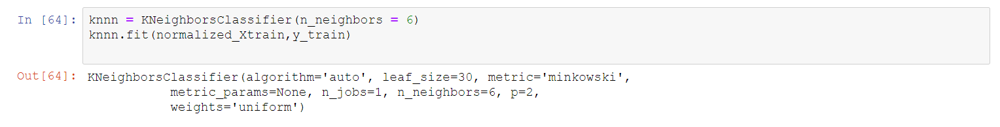 In [64]: knnn = KNeighborsClassifier(n_neighbors = 6)
knnn.fit(normalized_Xtrain,y_train)
Out[64]: KNeighborsClassifier(algorithm='auto', leaf_size=30, metric='minkowski',
metric_params=None, n_jobs=1, n_neighbors=6, p=2,
weights='uniform')